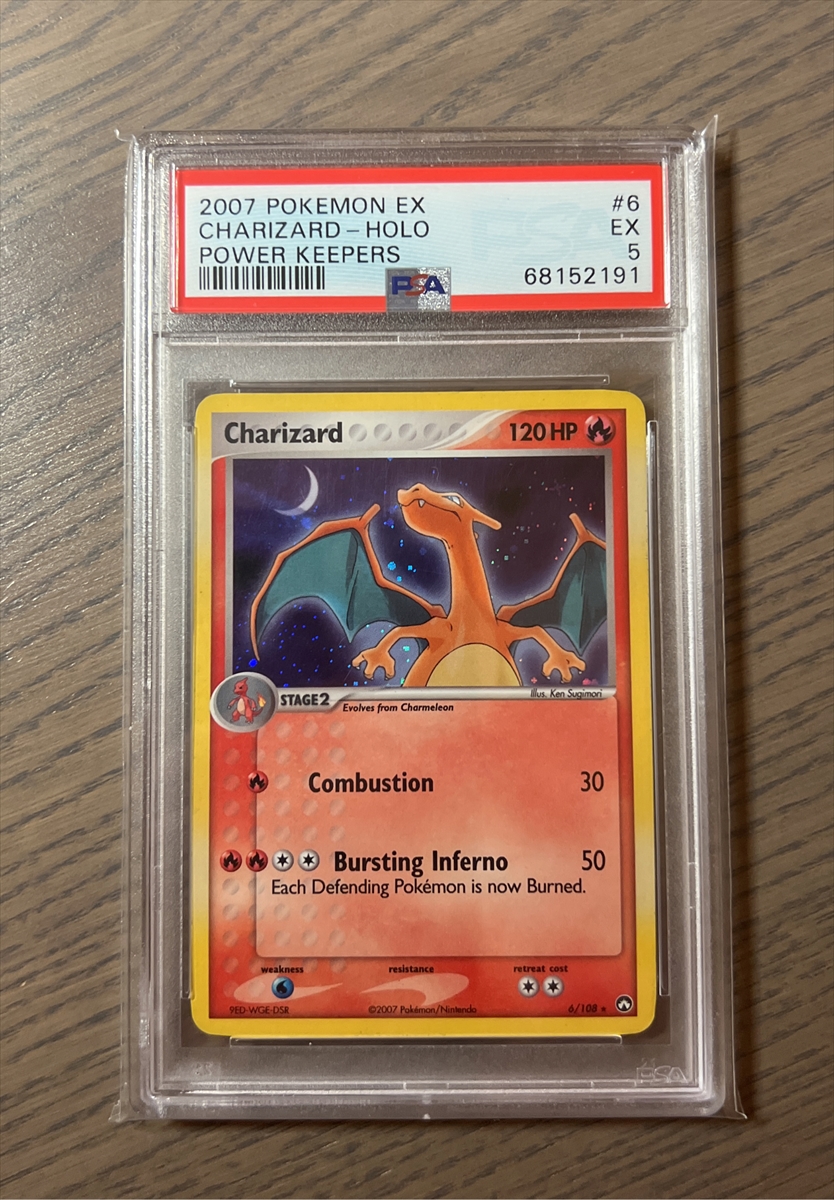 2007 POKEMON EX #6
CHARIZARD - HOLO EX
POWER KEEPERS 5
PSA 68152191
Charizard 120 HP
Illus. Ken Sugimori
STAGE 2
Evolves from Charmeleon
Combustion 30
Bursting Inferno 50
Each Defending Pokémon is now Burned.
weakness resistance retreat cost
9ED-WGE-DSR ©2007 Pokémon/Nintendo 6/108 ★
PSA